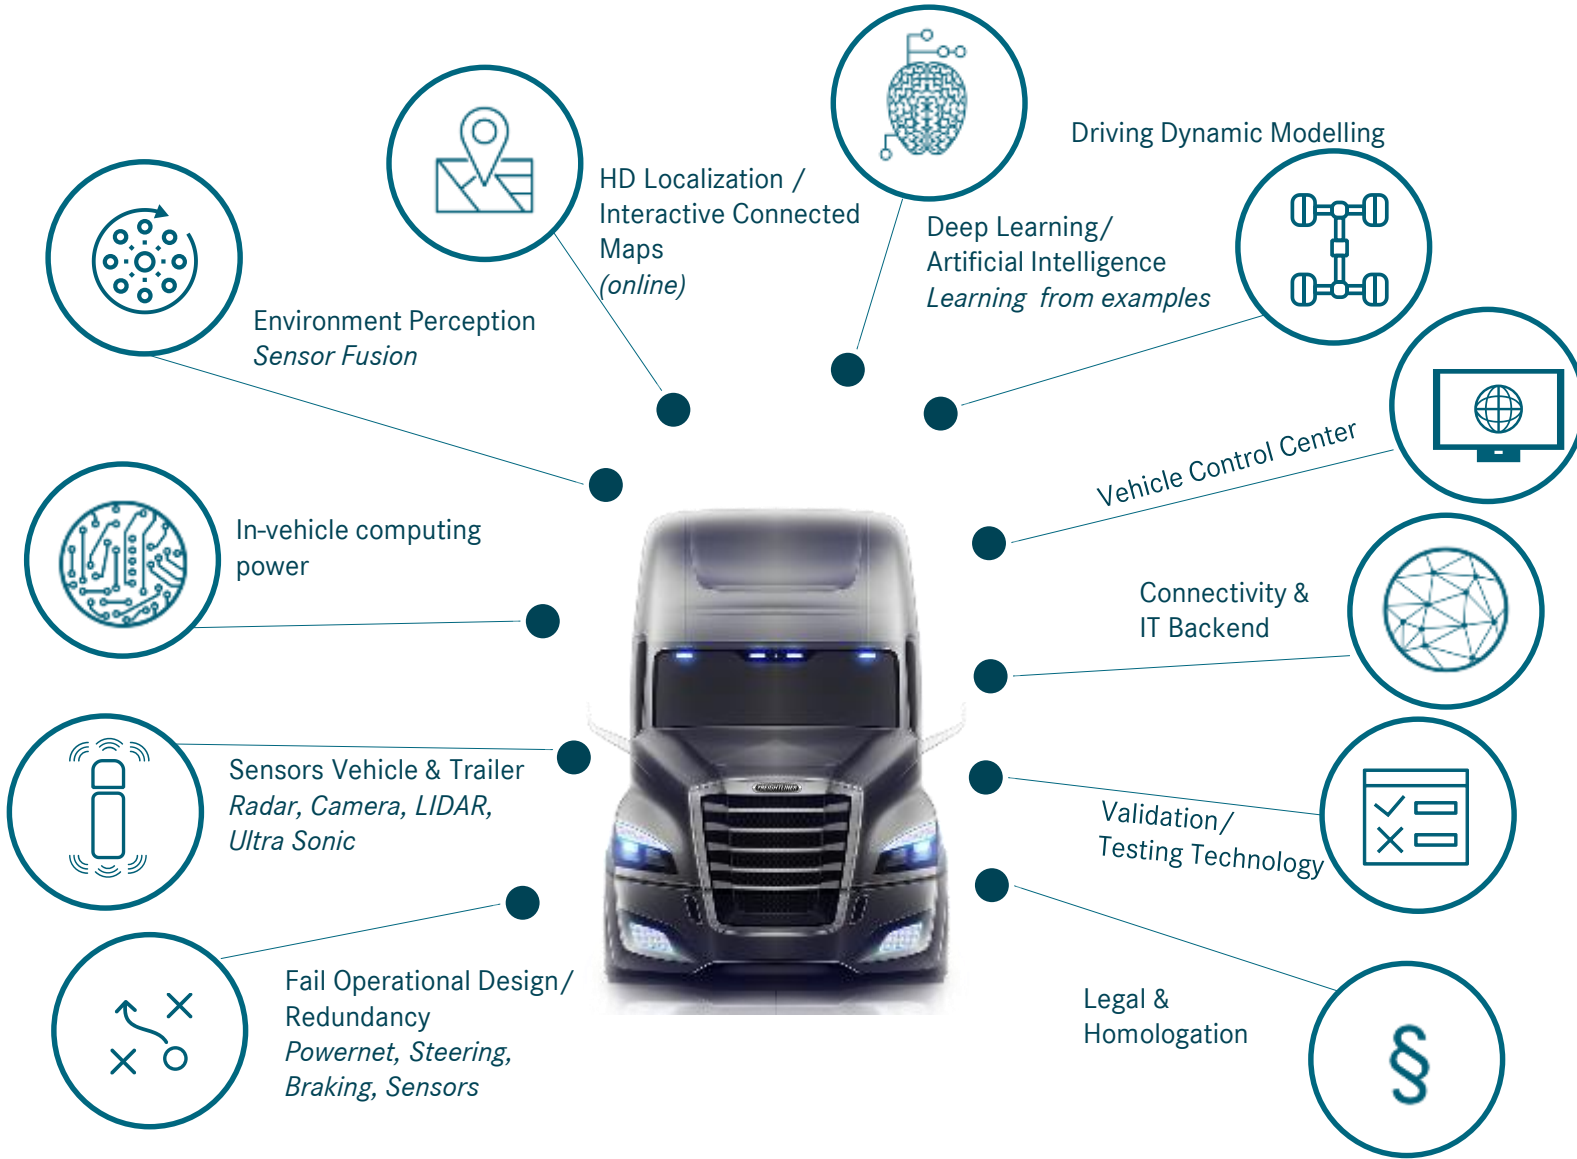 Driving Dynamic Modelling
HD Localization /
Interactive Connected
Maps
(online)
Deep Learning/
Artificial Intelligence
Learning from examples
Environment Perception
Sensor Fusion
Vehicle Control Center
In-vehicle computing
power
Connectivity &
IT Backend
Sensors Vehicle & Trailer
Radar, Camera, LIDAR,
Ultra Sonic
FREIGHTLINER
Validation/
Testing Technology
Fail Operational Design/
Redundancy
Powernet, Steering,
Braking, Sensors
Legal &
Homologation
§